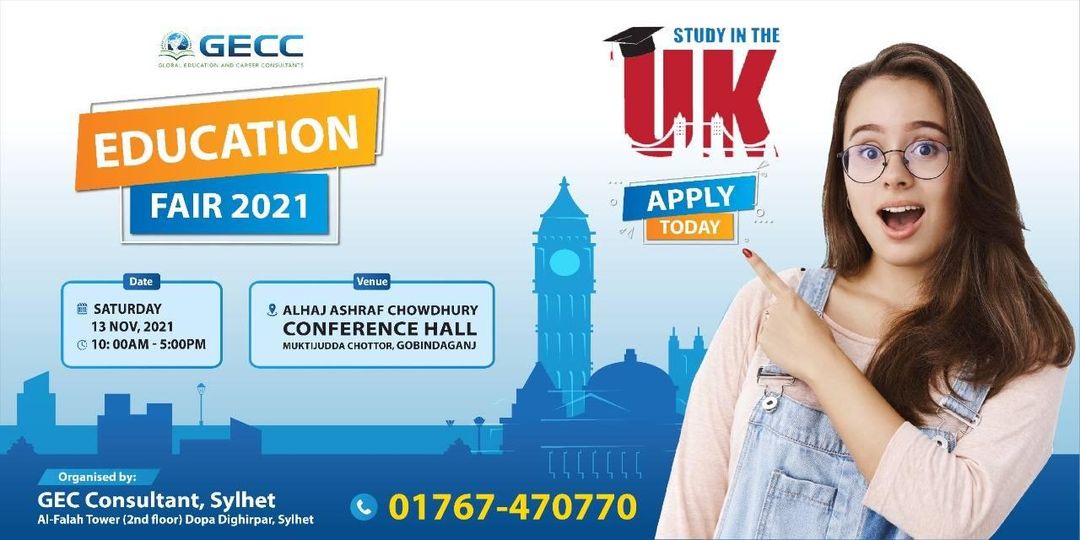 GECC
GLOBAL EDUCATION AND CAREER CONSULTANTS
EDUCATION
FAIR 2021
Date
SATURDAY
13 NOV, 2021
10: 00AM - 5:00PM
Venue
ALHAJ ASHRAF CHOWDHURY
CONFERENCE HALL
MUKTIJUDDA CHOTTOR, GOBINDAGANJ
STUDY IN THE
UK
APPLY
TODAY
Organised by:
GEC Consultant, Sylhet
Al-Falah Tower (2nd floor) Dopa Dighirpar, Sylhet
01767-470770